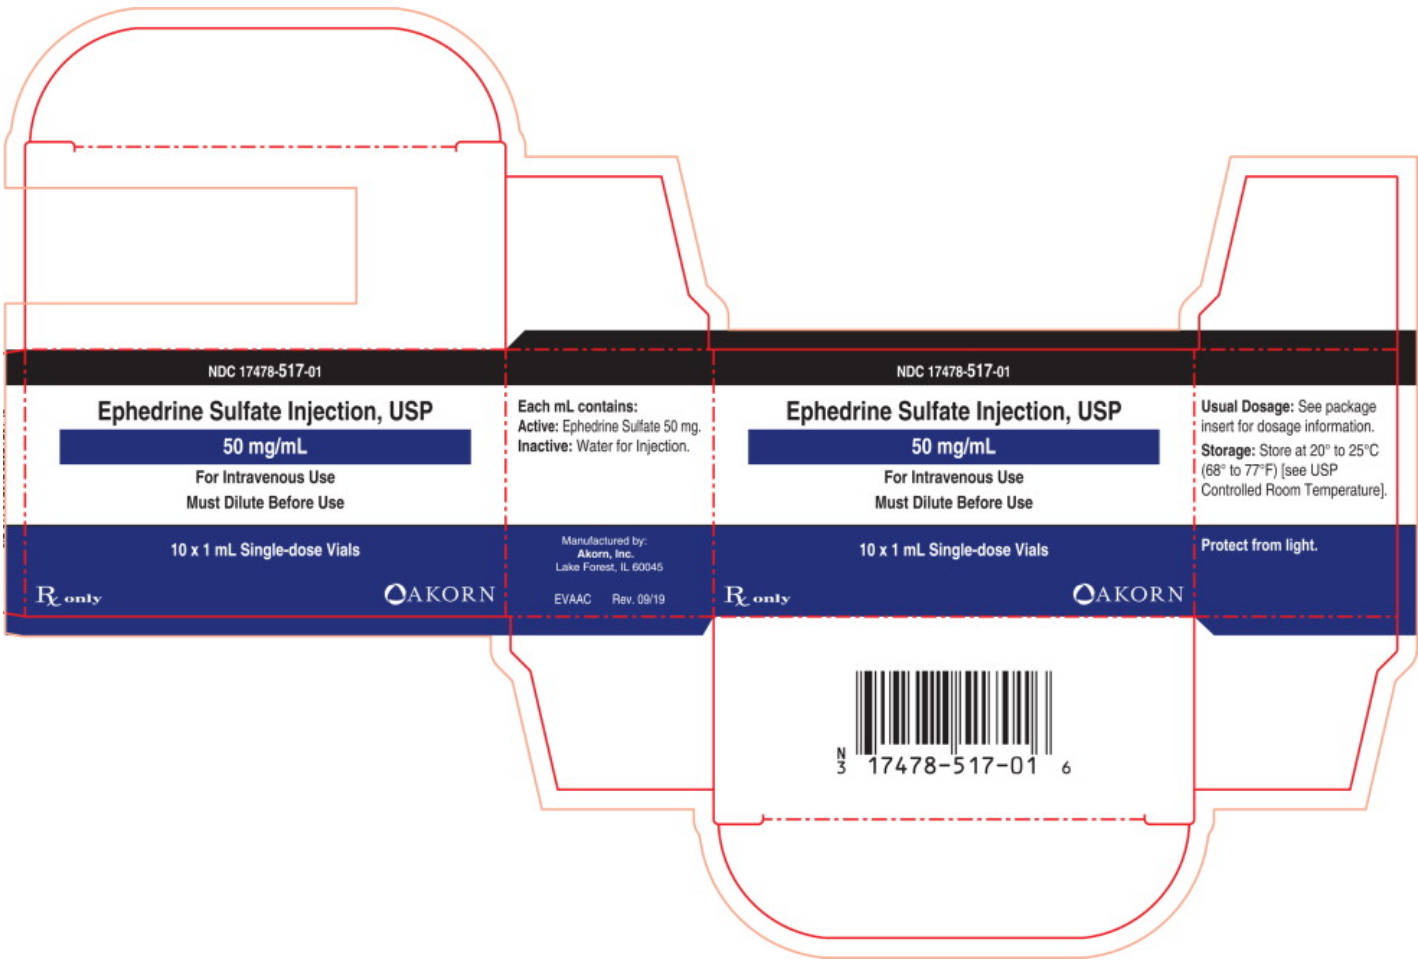 NDC 17478-517-01
Ephedrine Sulfate Injection, USP
50 mg/mL
For Intravenous Use
Must Dilute Before Use
10 x 1 mL Single-dose Vials
Rx only
AKORN
Each mL contains:
Active: Ephedrine Sulfate 50 mg.
Inactive: Water for Injection.
Manufactured by:
Akorn, Inc.
Lake Forest, IL 60045
EVAAC Rev. 09/19
NDC 17478-517-01
Ephedrine Sulfate Injection, USP
50 mg/mL
For Intravenous Use
Must Dilute Before Use
10 x 1 mL Single-dose Vials
Rx only
AKORN
Usual Dosage: See package
insert for dosage information.
Storage: Store at 20° to 25°C
(68° to 77°F) [see USP
Controlled Room Temperature].
Protect from light.
N
3 17478-517-01 6